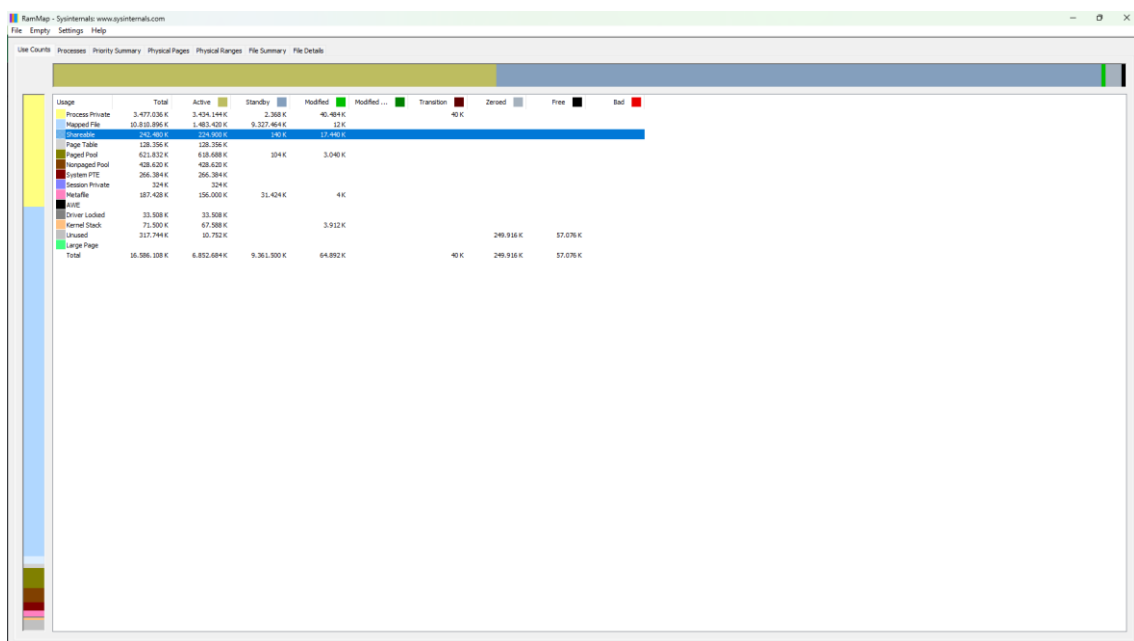 RamMap - Sysinternals: www.sysinternals.com
File Empty Settings Help
Use Counts Processes Priority Summary Physical Pages Physical Ranges File Summary File Details
Usage Total Active Standby Modified Modified ... Transition Zeroed Free Bad
Process Private 3.477.036 K 3.434.144 K 2.368 K 40.484 K 40 K
Mapped File 10.810.896 K 1.483.420 K 9.327.464 K 12 K
Shareable 242.480 K 224.900 K 140 K 17.440 K
Page Table 128.356 K 128.356 K
Paged Pool 621.832 K 618.688 K 104 K 3.040 K
Nonpaged Pool 428.620 K 428.620 K
System PTE 266.384 K 266.384 K
Session Private 324 K 324 K
Metafile 187.428 K 156.000 K 31.424 K 4 K
AWE
Driver Locked 33.508 K 33.508 K
Kernel Stack 71.500 K 67.588 K 3.912 K
Unused 317.744 K 10.752 K 249.916 K 57.076 K
Large Page
Total 16.586.108 K 6.852.684 K 9.361.500 K 64.892 K 40 K 249.916 K 57.076 K